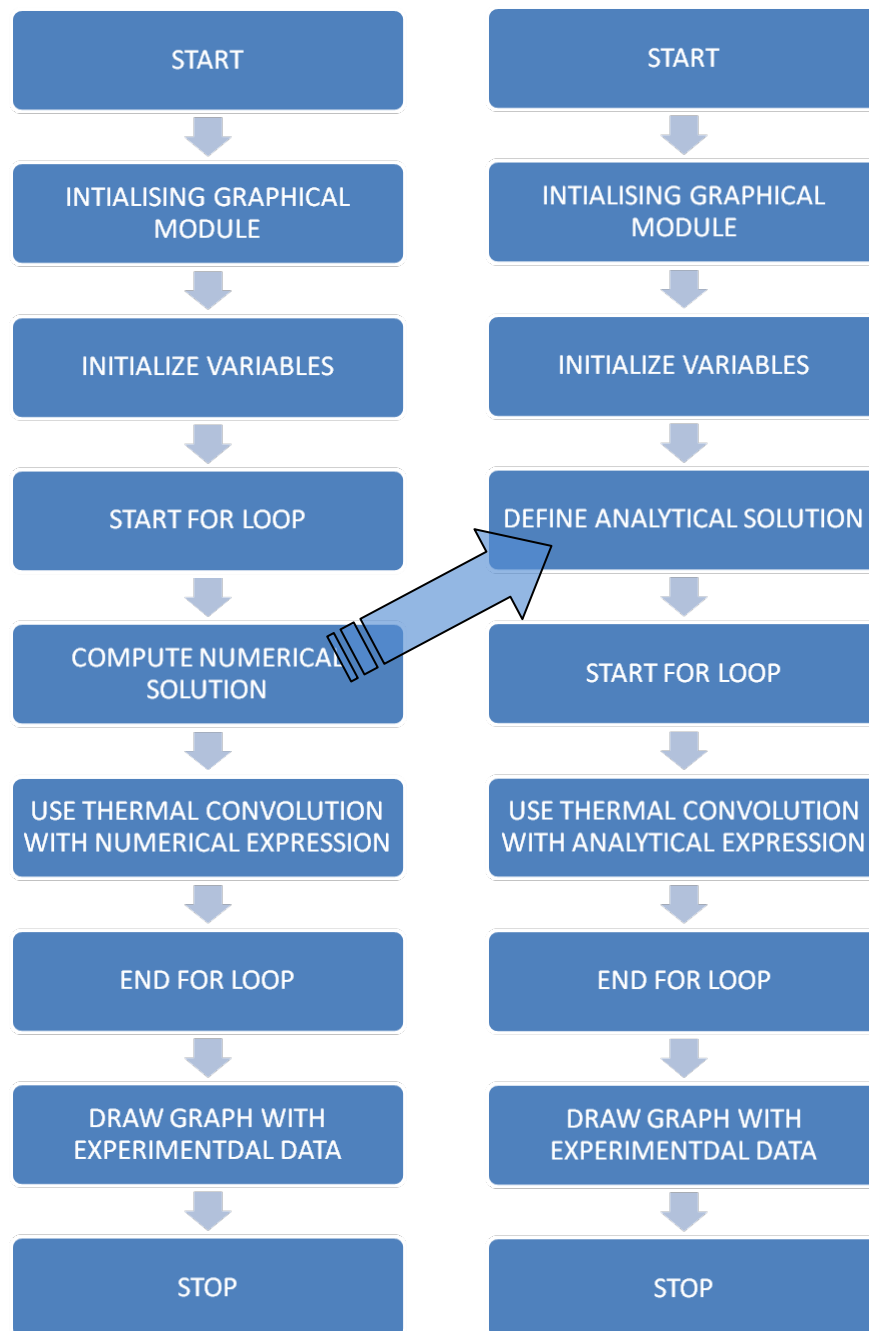 START
INTIALISING GRAPHICAL
MODULE
INITIALIZE VARIABLES
START FOR LOOP
COMPUTE NUMERICAL
SOLUTION
USE THERMAL CONVOLUTION
WITH NUMERICAL EXPRESSION
END FOR LOOP
DRAW GRAPH WITH
EXPERIMENTDAL DATA
STOP
START
INTIALISING GRAPHICAL
MODULE
INITIALIZE VARIABLES
DEFINE ANALYTICAL SOLUTION
START FOR LOOP
USE THERMAL CONVOLUTION
WITH ANALYTICAL EXPRESSION
END FOR LOOP
DRAW GRAPH WITH
EXPERIMENTDAL DATA
STOP